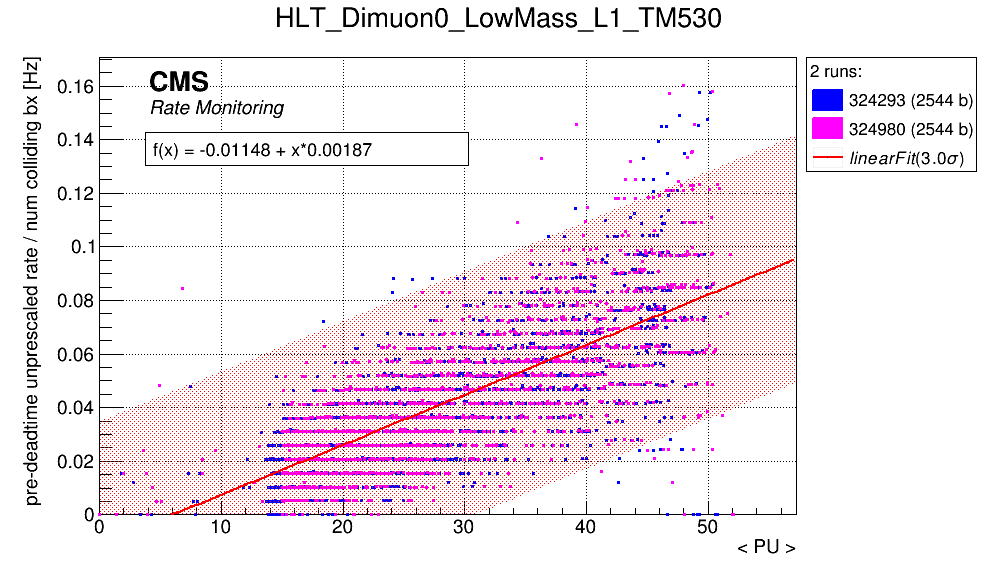 HLT_Dimuon0_LowMass_L1_TM530
pre-deadtime unprescaled rate / num colliding bx [Hz]
0.16
0.14
0.12
0.1
0.08
0.06
0.04
0.02
0
CMS
Rate Monitoring
f(x) = -0.01148 + x*0.00187
2 runs:
324293 (2544 b)
324980 (2544 b)
linearFit(3.0σ)
0 10 20 30 40 50
< PU >